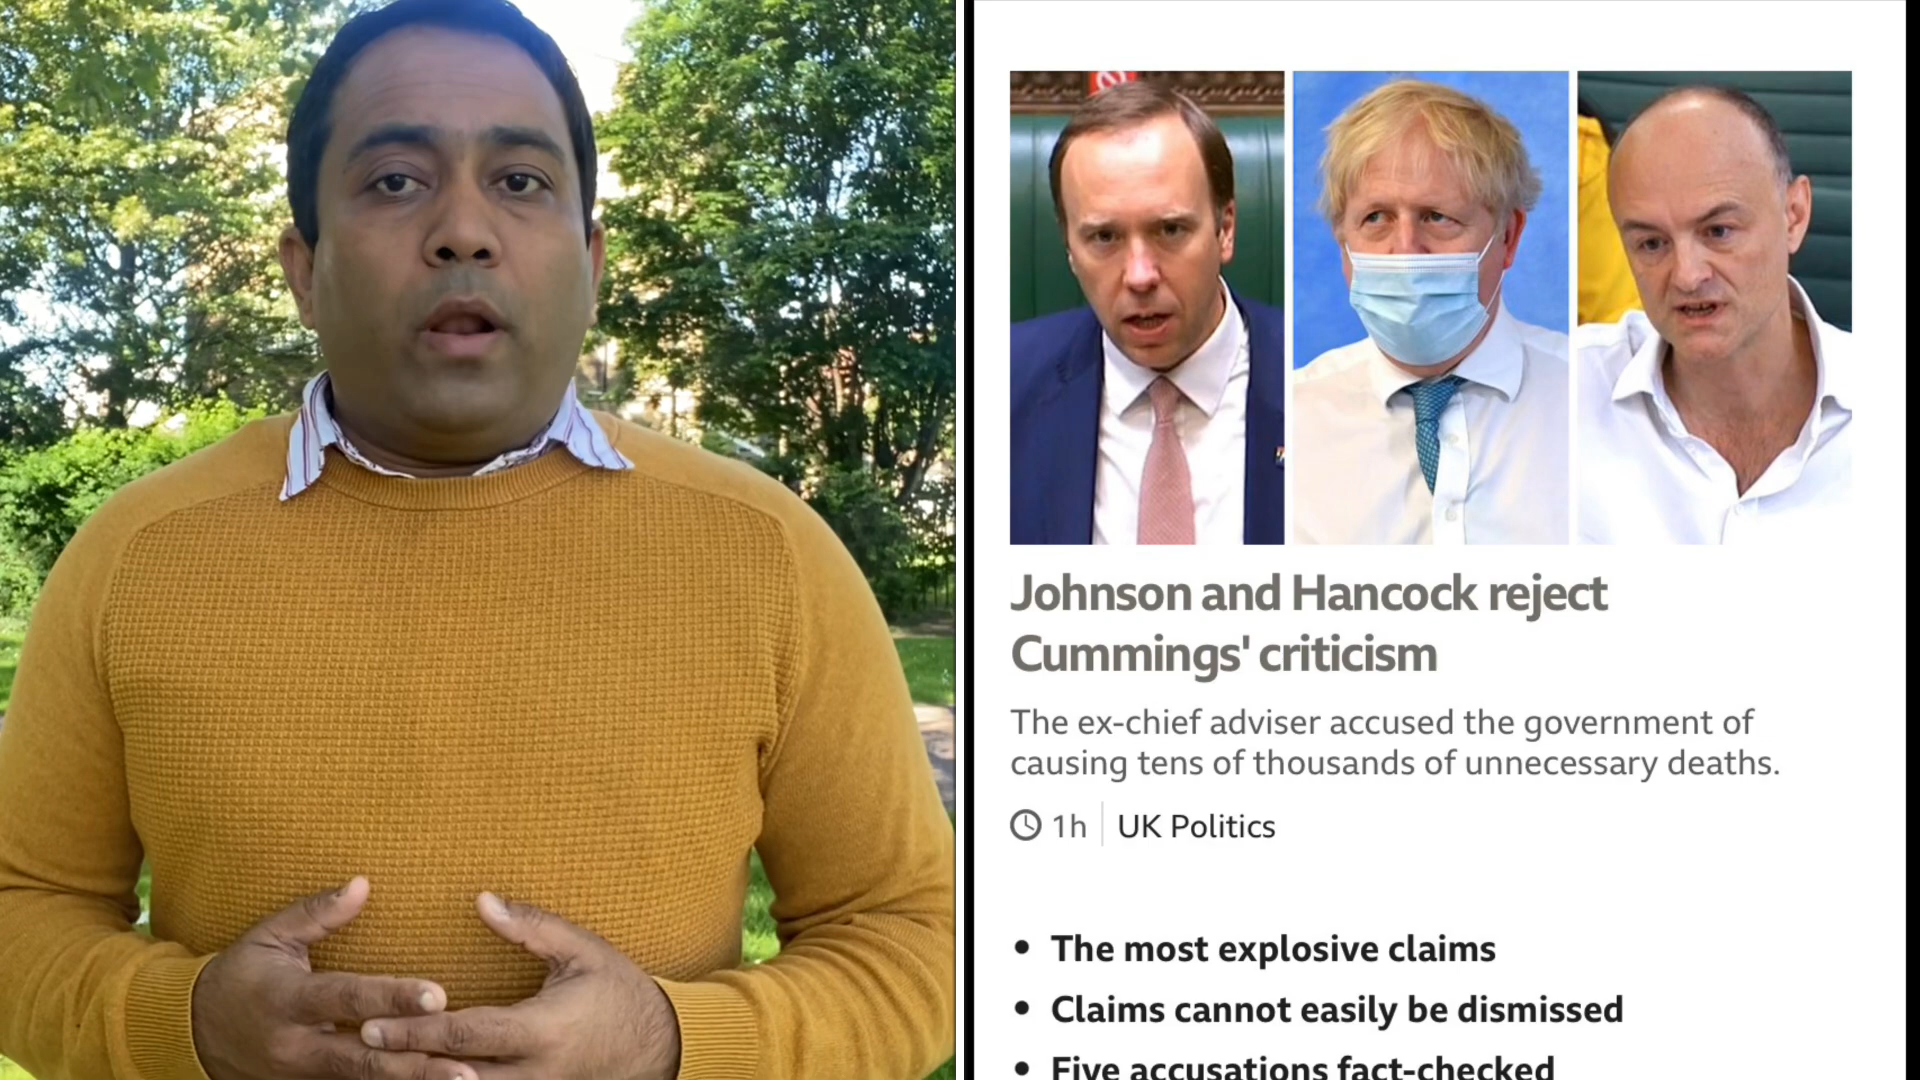 Johnson and Hancock reject
Cummings' criticism
The ex-chief adviser accused the government of
causing tens of thousands of unnecessary deaths.
1h
UK Politics
• The most explosive claims
• Claims cannot easily be dismissed
• Five accusations fact-checked